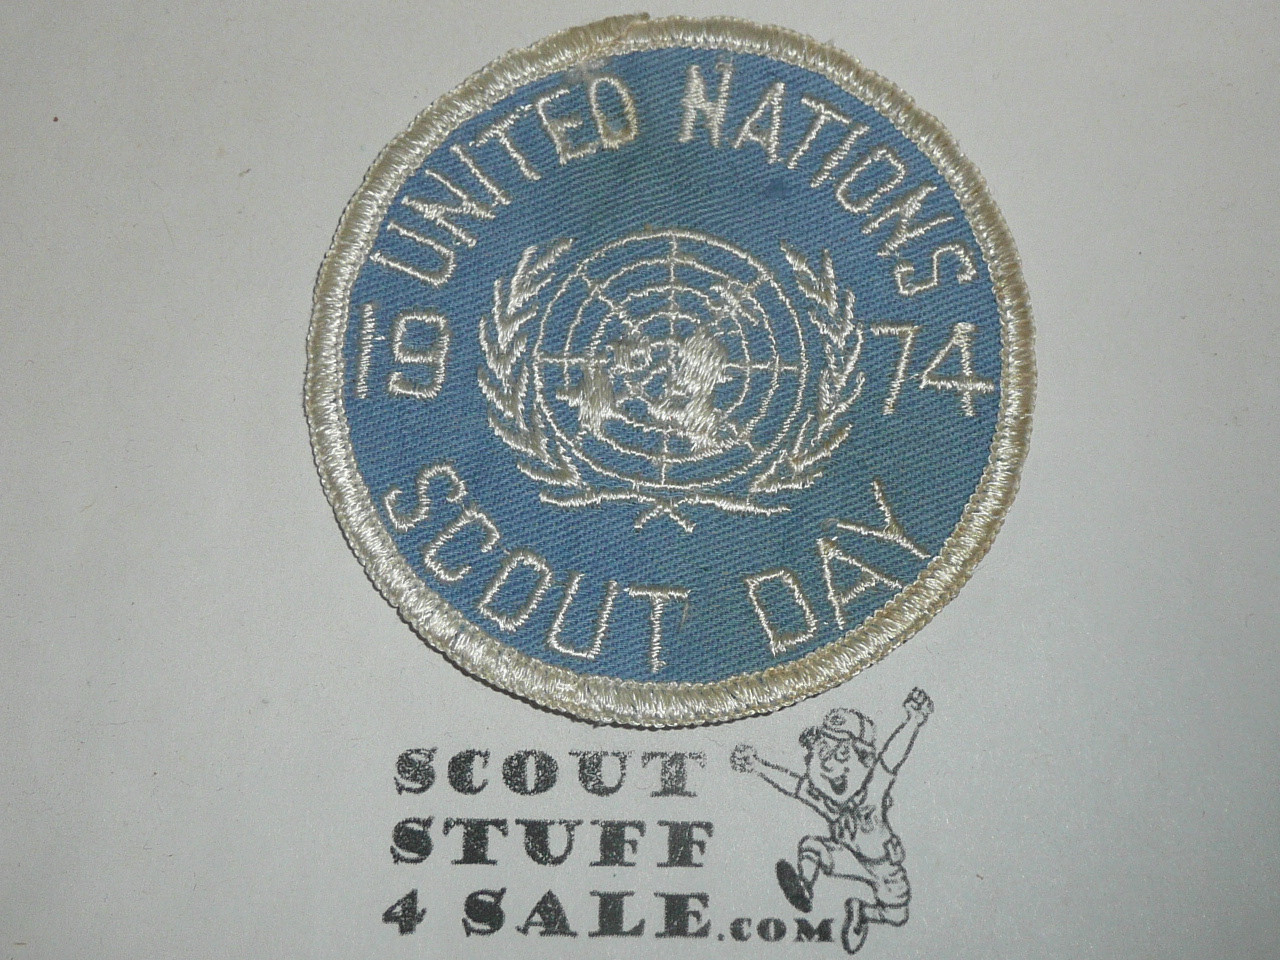 UNITED NATIONS
19 74
SCOUT DAY
SCOUT
STUFF
4 SALE.COM